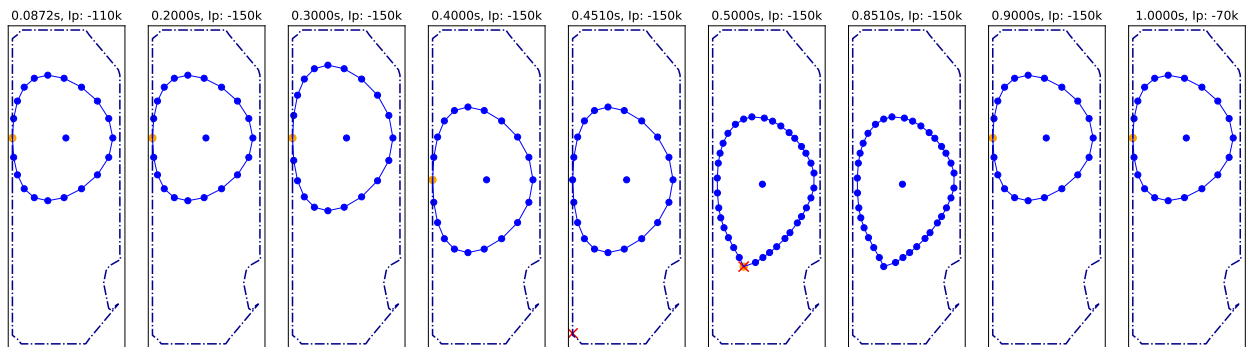 0.0872s, Ip: -110k
0.2000s, Ip: -150k
0.3000s, Ip: -150k
0.4000s, Ip: -150k
0.4510s, Ip: -150k
0.5000s, Ip: -150k
0.8510s, Ip: -150k
0.9000s, Ip: -150k
1.0000s, Ip: -70k